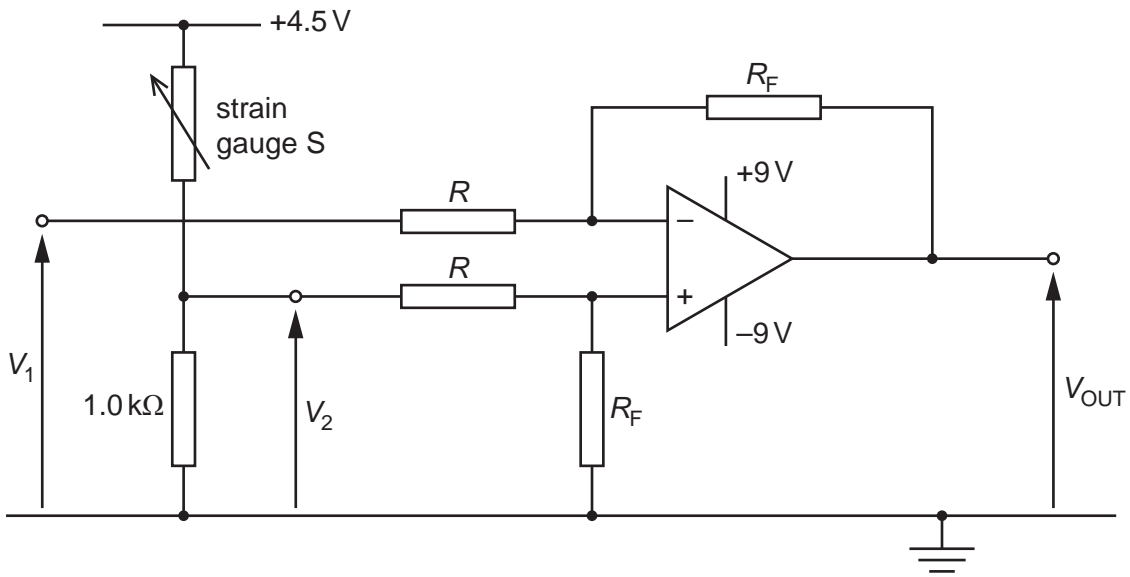 +4.5 V
strain
gauge S
R_F
R
+9 V
–
R
+
–9 V
V_1
1.0 kΩ
V_2
R_F
V_OUT